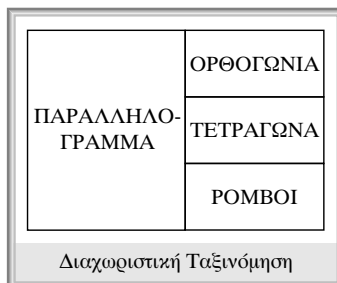 ΟΡΘΟΓΩΝΙΑ
ΠΑΡΑΛΛΗΛΟ-
ΓΡΑΜΜΑ
ΤΕΤΡΑΓΩΝΑ
ΡΟΜΒΟΙ
Διαχωριστική Ταξινόμηση